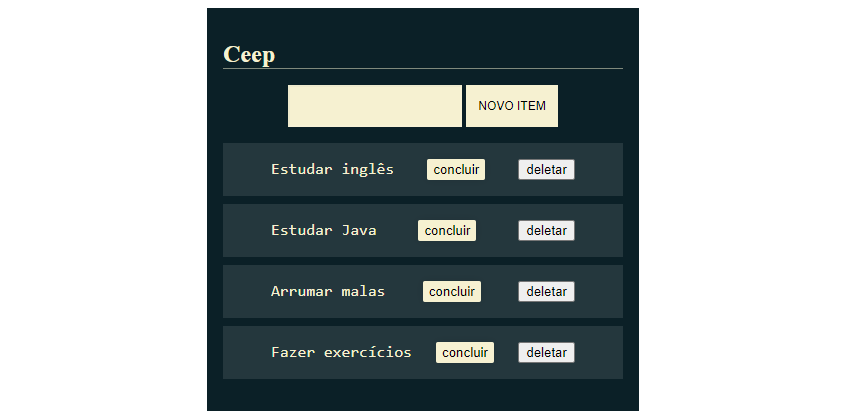 Ceep
NOVO ITEM
Estudar inglês concluir deletar
Estudar Java concluir deletar
Arrumar malas concluir deletar
Fazer exercícios concluir deletar